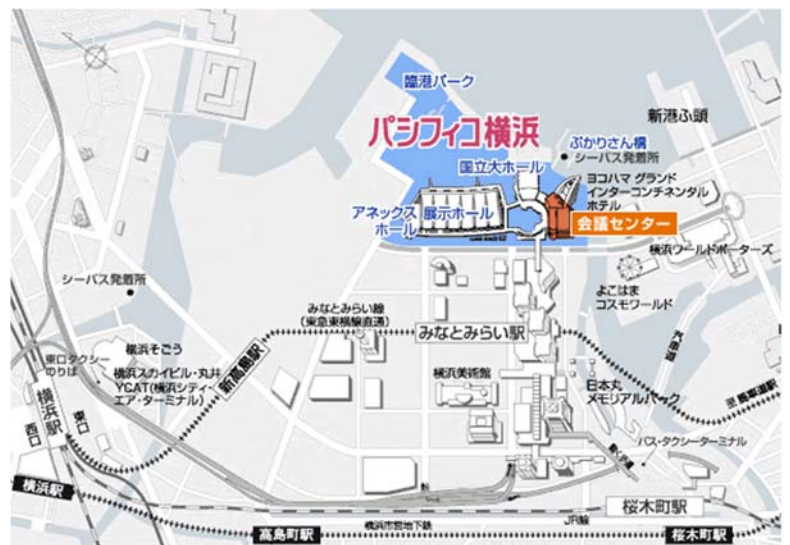 臨港パーク
パシフィコ横浜
新港ふ頭
ぷかりさん橋
シーバス発着所
国立大ホール
ヨコハマ グランド
インターコンチネンタル
ホテル
アネックス
ホール
展示ホール
会議センター
横浜ワールドポーターズ
よこはま
コスモワールド
シーバス発着所
みなとみらい線
(東急東横線直通)
みなとみらい駅
汽車道
新高島駅
横浜そごう
東口タクシー
のりば
横浜スカイビル・丸井
YCAT(横浜シティ・
エア・ターミナル)
横浜美術館
日本丸
メモリアルパーク
馬車道駅
横浜駅
東口
西口
バス・タクシーターミナル
動く歩道
横浜駅
桜木町駅
高島町駅
横浜市営地下鉄
JR線
桜木町駅